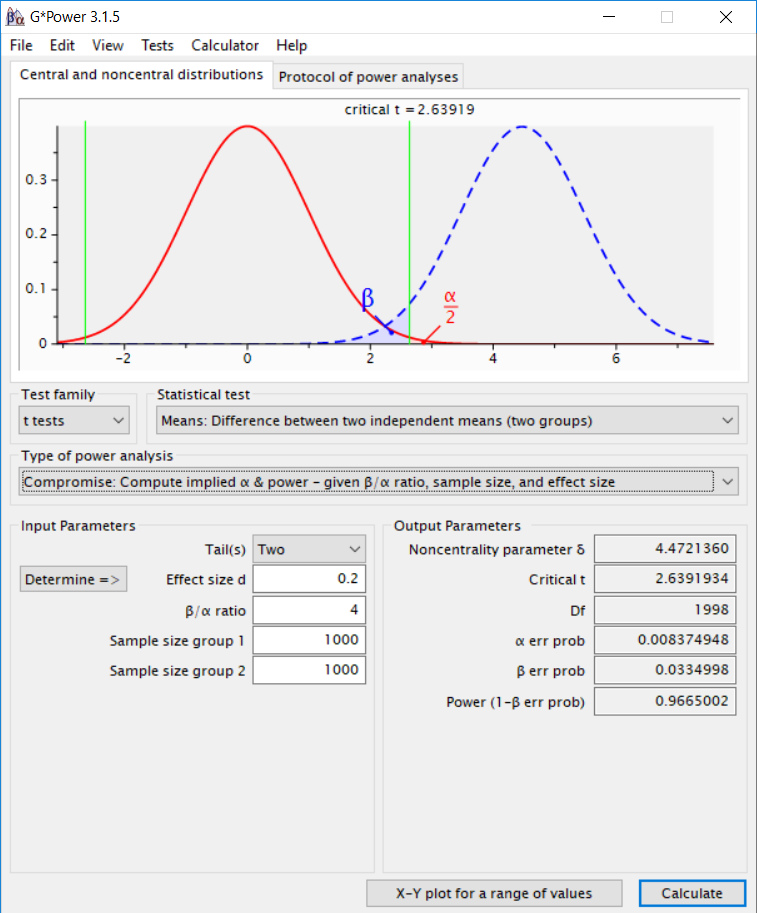 G*Power 3.1.5
File Edit View Tests Calculator Help
Central and noncentral distributions Protocol of power analyses
critical t = 2.63919
0.3
0.2
0.1
0
β
α
2
-2 0 2 4 6
Test family
t tests
Statistical test
Means: Difference between two independent means (two groups)
Type of power analysis
Compromise: Compute implied α & power - given β/α ratio, sample size, and effect size
Input Parameters
Tail(s) Two
Determine => Effect size d 0.2
β/α ratio 4
Sample size group 1 1000
Sample size group 2 1000
Output Parameters
Noncentrality parameter δ 4.4721360
Critical t 2.6391934
Df 1998
α err prob 0.008374948
β err prob 0.0334998
Power (1-β err prob) 0.9665002
X-Y plot for a range of values Calculate